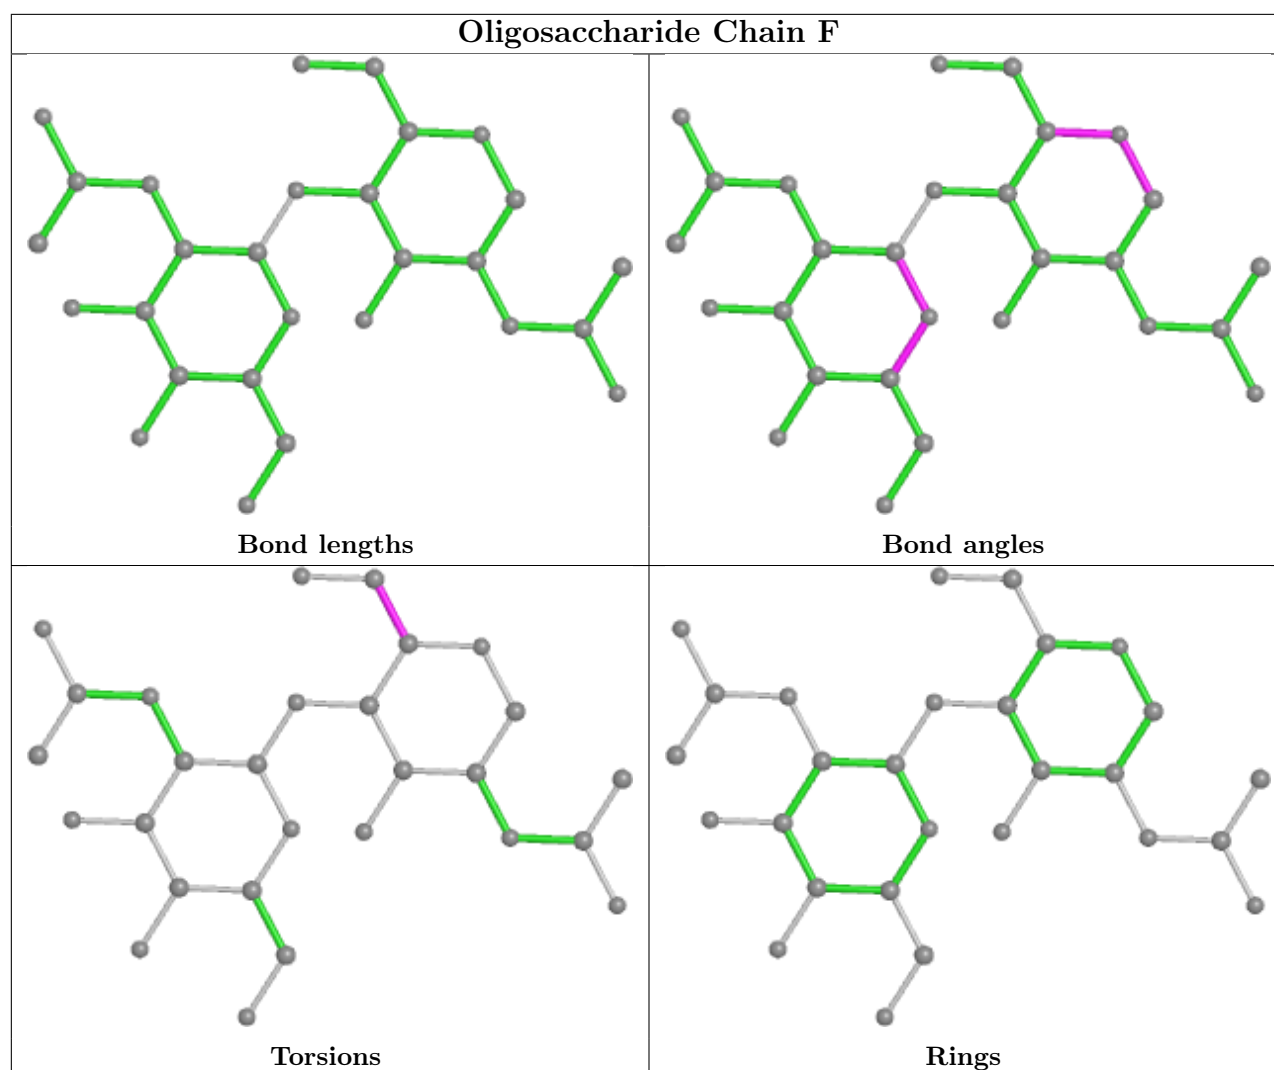 Oligosaccharide Chain F
Bond lengths
Bond angles
Torsions
Rings